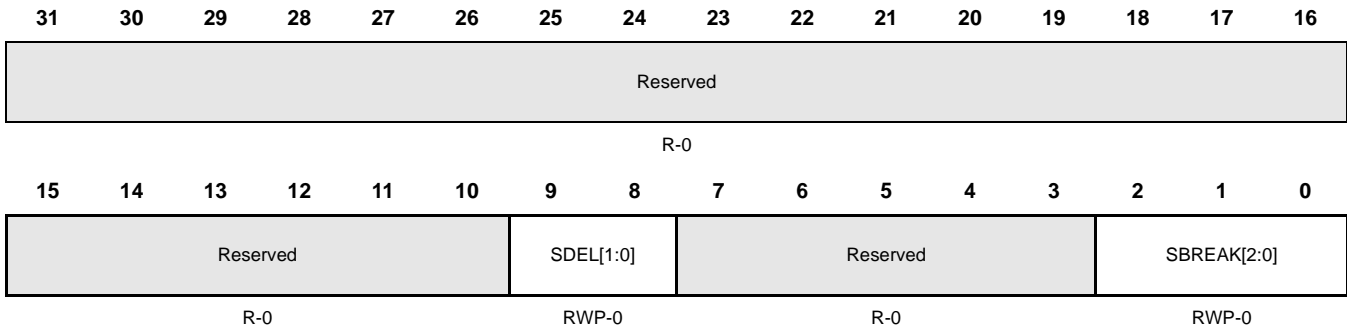 31 30 29 28 27 26 25 24 23 22 21 20 19 18 17 16
Reserved
R-0
15 14 13 12 11 10 9 8 7 6 5 4 3 2 1 0
Reserved SDEL[1:0] Reserved SBREAK[2:0]
R-0 RWP-0 R-0 RWP-0